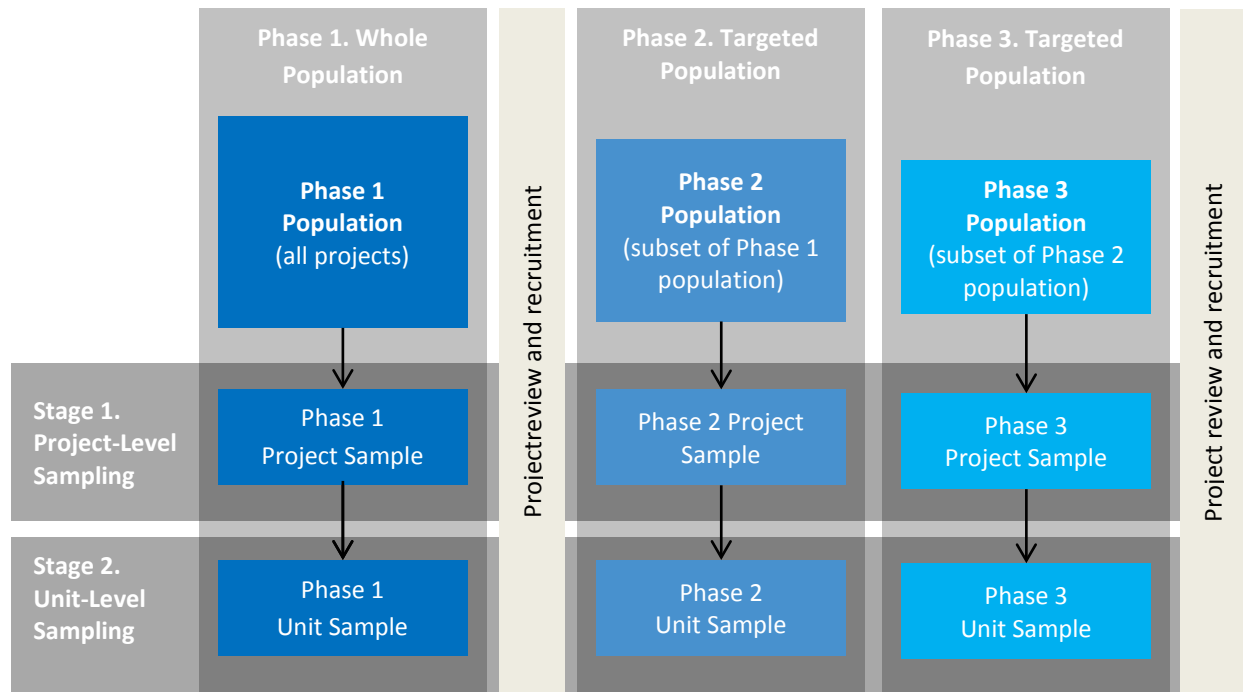 Phase 1. Whole
Population
Phase 1
Population
(all projects)
Phase 1
Project Sample
Phase 1
Unit Sample
Projectreview and recruitment
Phase 2. Targeted
Population
Phase 2
Population
(subset of Phase 1
population)
Phase 2 Project
Sample
Phase 2
Unit Sample
Phase 3. Targeted
Population
Phase 3
Population
(subset of Phase 2
population)
Phase 3
Project Sample
Phase 3
Unit Sample
Project review and recruitment
Stage 1.
Project-Level
Sampling
Stage 2.
Unit-Level
Sampling